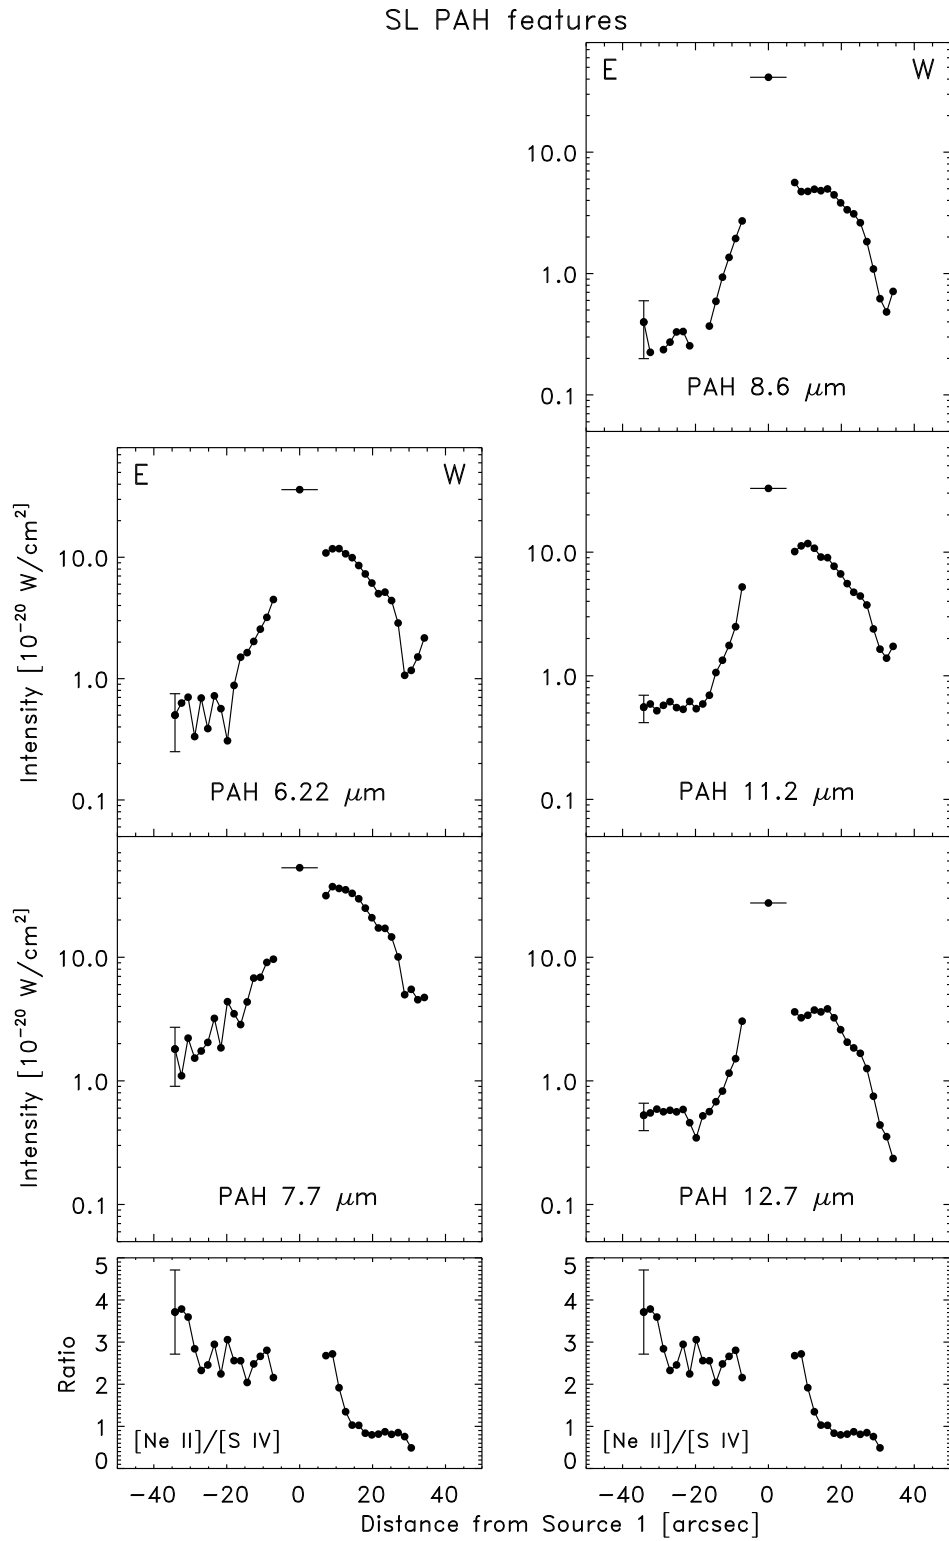 SL PAH features
E W
10.0
1.0
0.1
PAH 8.6 μm
E W
Intensity [10⁻²⁰ W/cm²]
10.0
1.0
0.1
PAH 6.22 μm
10.0
1.0
0.1
PAH 11.2 μm
Intensity [10⁻²⁰ W/cm²]
10.0
1.0
0.1
PAH 7.7 μm
10.0
1.0
0.1
PAH 12.7 μm
Ratio
5
4
3
2
1
0
[Ne II]/[S IV]
5
4
3
2
1
0
[Ne II]/[S IV]
−40 −20 0 20 40
−40 −20 0 20 40
Distance from Source 1 [arcsec]